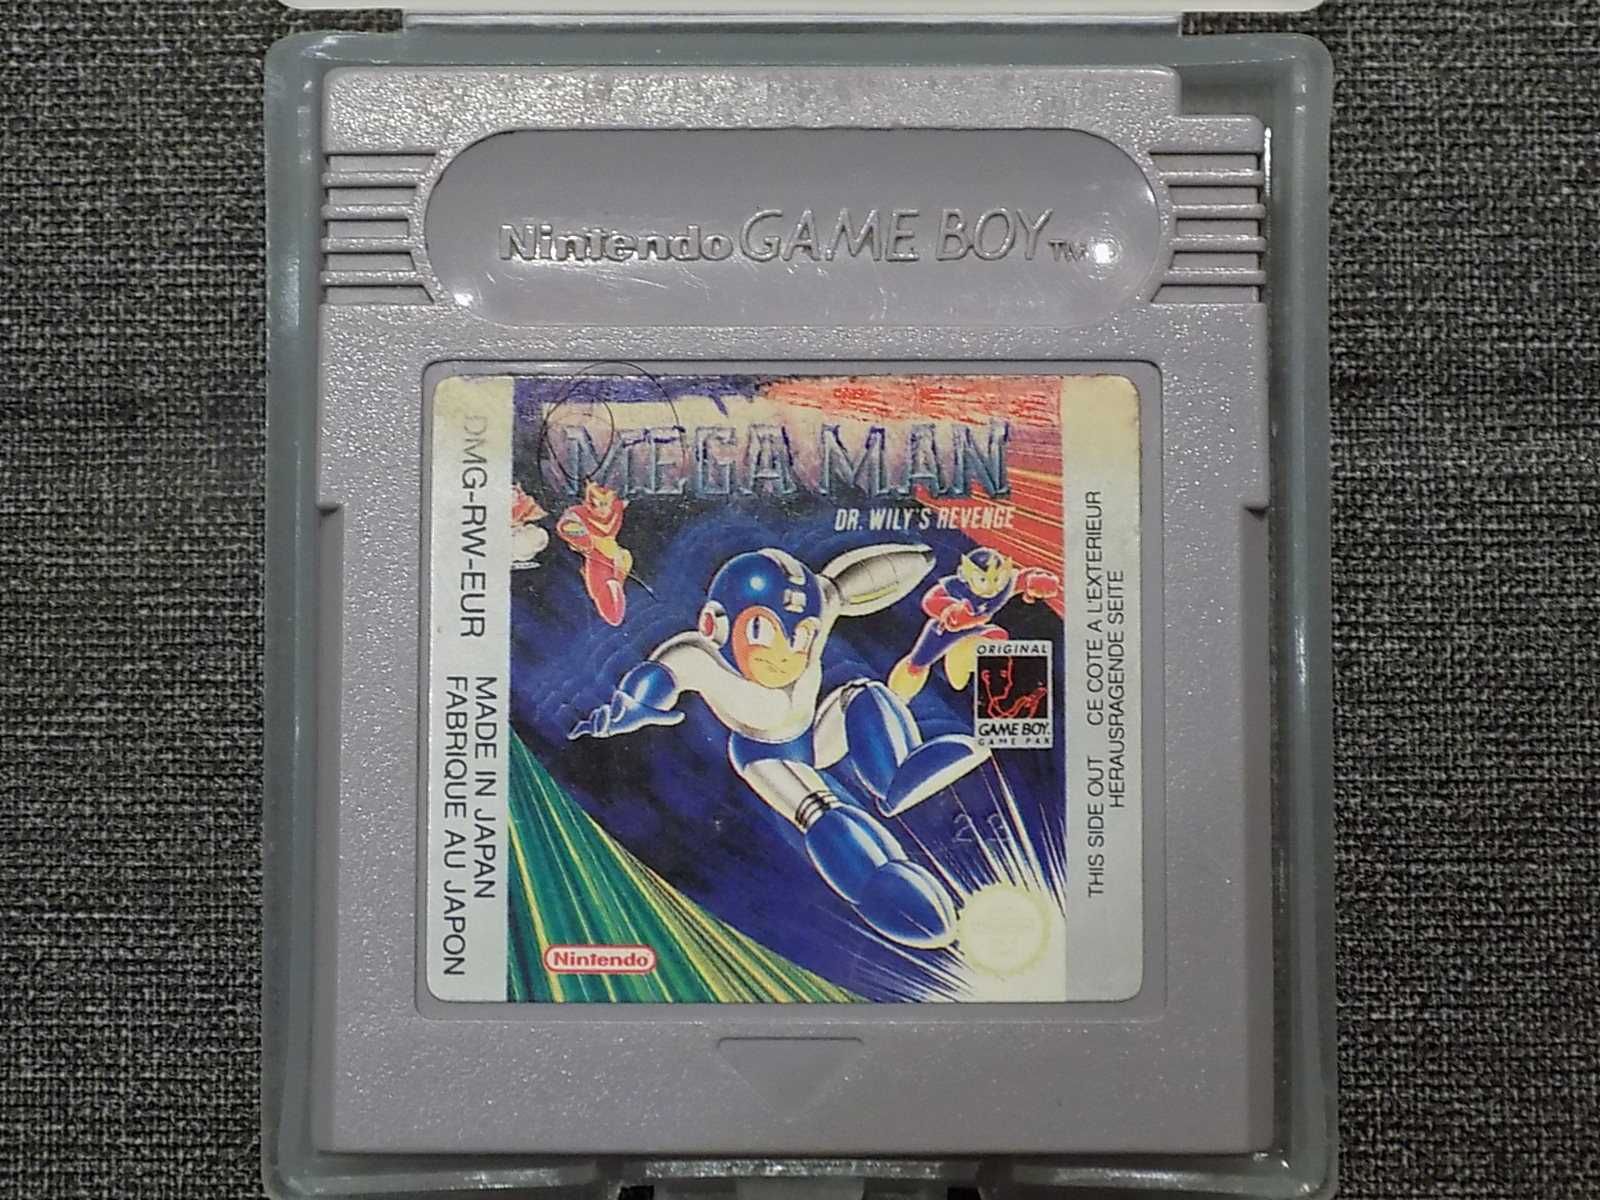 Nintendo GAME BOY TM
MEGA MAN
DR. WILY'S REVENGE
DMG-RW-EUR
MADE IN JAPAN
FABRIQUE AU JAPON
ORIGINAL
GAME BOY
GAME PAK
THIS SIDE OUT CE COTE A L'EXTERIEUR
HERAUSRAGENDE SEITE
Nintendo